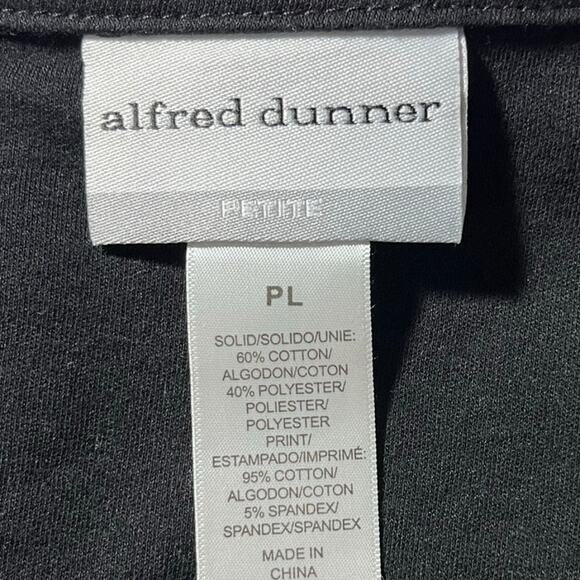 alfred dunner
PETITE
PL
SOLID/SOLIDO/UNIE:
60% COTTON/
ALGODON/COTON
40% POLYESTER/
POLIESTER/
POLYESTER
PRINT/
ESTAMPADO/IMPRIMÉ:
95% COTTON/
ALGODON/COTON
5% SPANDEX/
SPANDEX/SPANDEX
MADE IN
CHINA